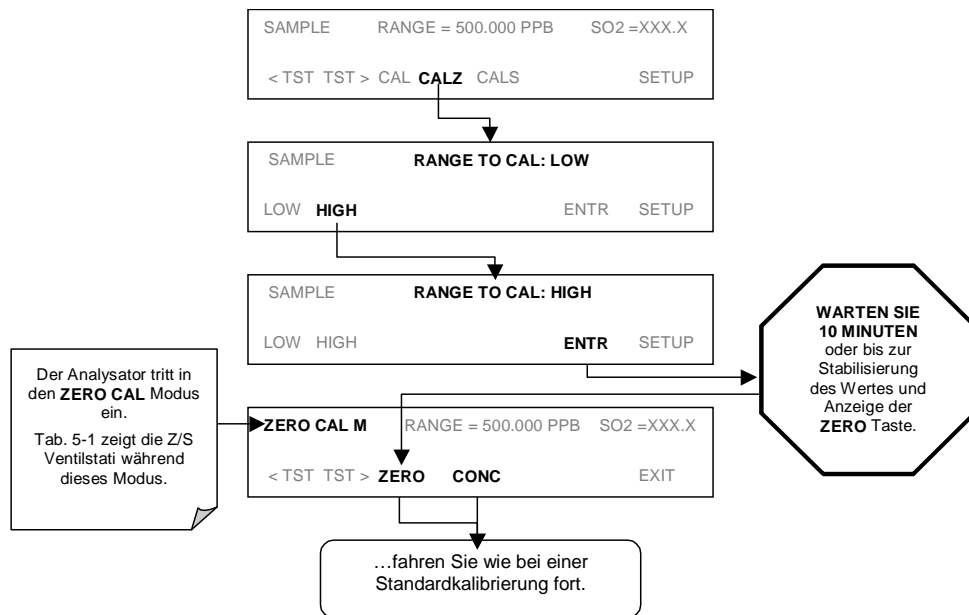 SAMPLE RANGE = 500.000 PPB SO2 =XXX.X
< TST TST > CAL CALZ CALS SETUP
SAMPLE RANGE TO CAL: LOW
LOW HIGH ENTR SETUP
SAMPLE RANGE TO CAL: HIGH
LOW HIGH ENTR SETUP
WARTEN SIE
10 MINUTEN
oder bis zur
Stabilisierung
des Wertes und
Anzeige der
ZERO Taste.
Der Analysator tritt in
den ZERO CAL Modus
ein.
Tab. 5-1 zeigt die Z/S
Ventilstati während
dieses Modus.
ZERO CAL M RANGE = 500.000 PPB SO2 =XXX.X
< TST TST > ZERO CONC EXIT
…fahren Sie wie bei einer
Standardkalibrierung fort.